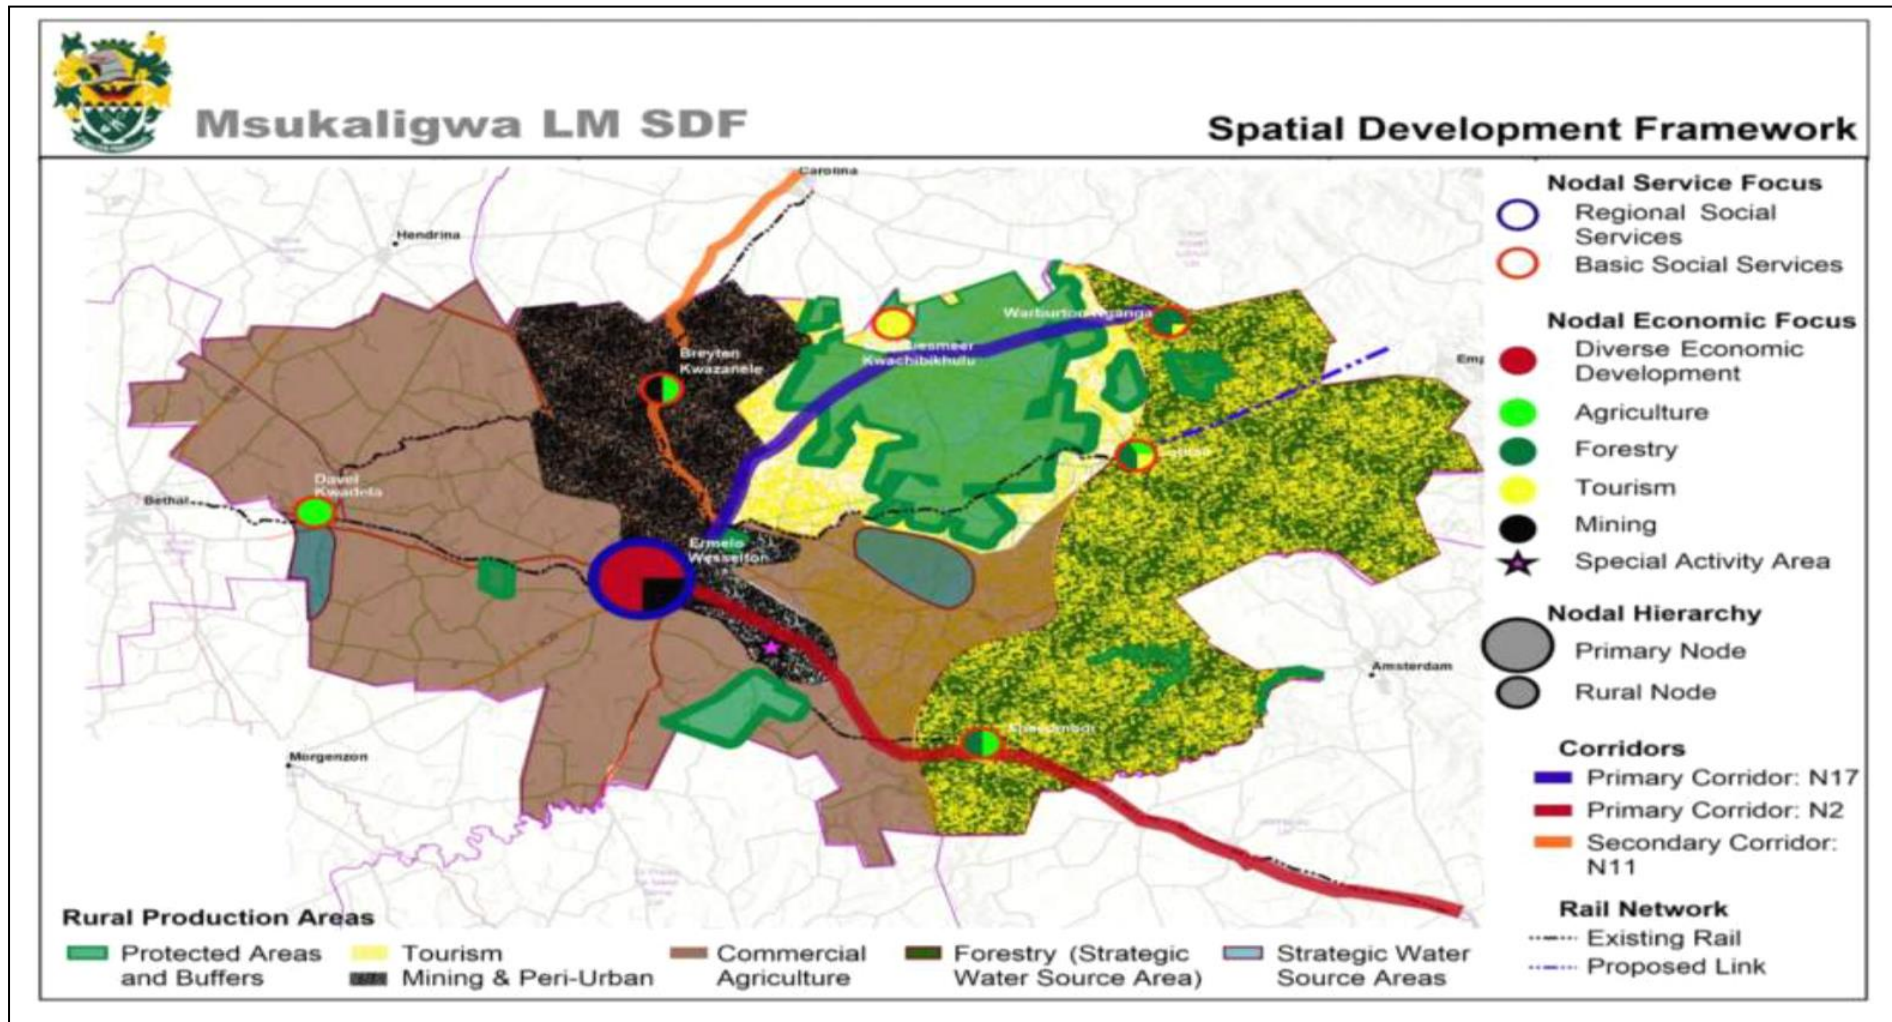 Msukaligwa LM SDF
Spatial Development Framework
Carolina
Hendrina
Warburton Nganga
Kwachibikhulu
Breyten
Kwazanele
Davel
Kwadela
Bethal
Ermelo
Wesselton
Amsterdam
Morgenzon
Nodal Service Focus
Regional Social
Services
Basic Social Services
Nodal Economic Focus
Diverse Economic
Development
Agriculture
Forestry
Tourism
Mining
Special Activity Area
Nodal Hierarchy
Primary Node
Rural Node
Corridors
Primary Corridor: N17
Primary Corridor: N2
Secondary Corridor:
N11
Rail Network
Existing Rail
Proposed Link
Rural Production Areas
Protected Areas
and Buffers
Tourism
Mining & Peri-Urban
Commercial
Agriculture
Forestry (Strategic
Water Source Area)
Strategic Water
Source Areas